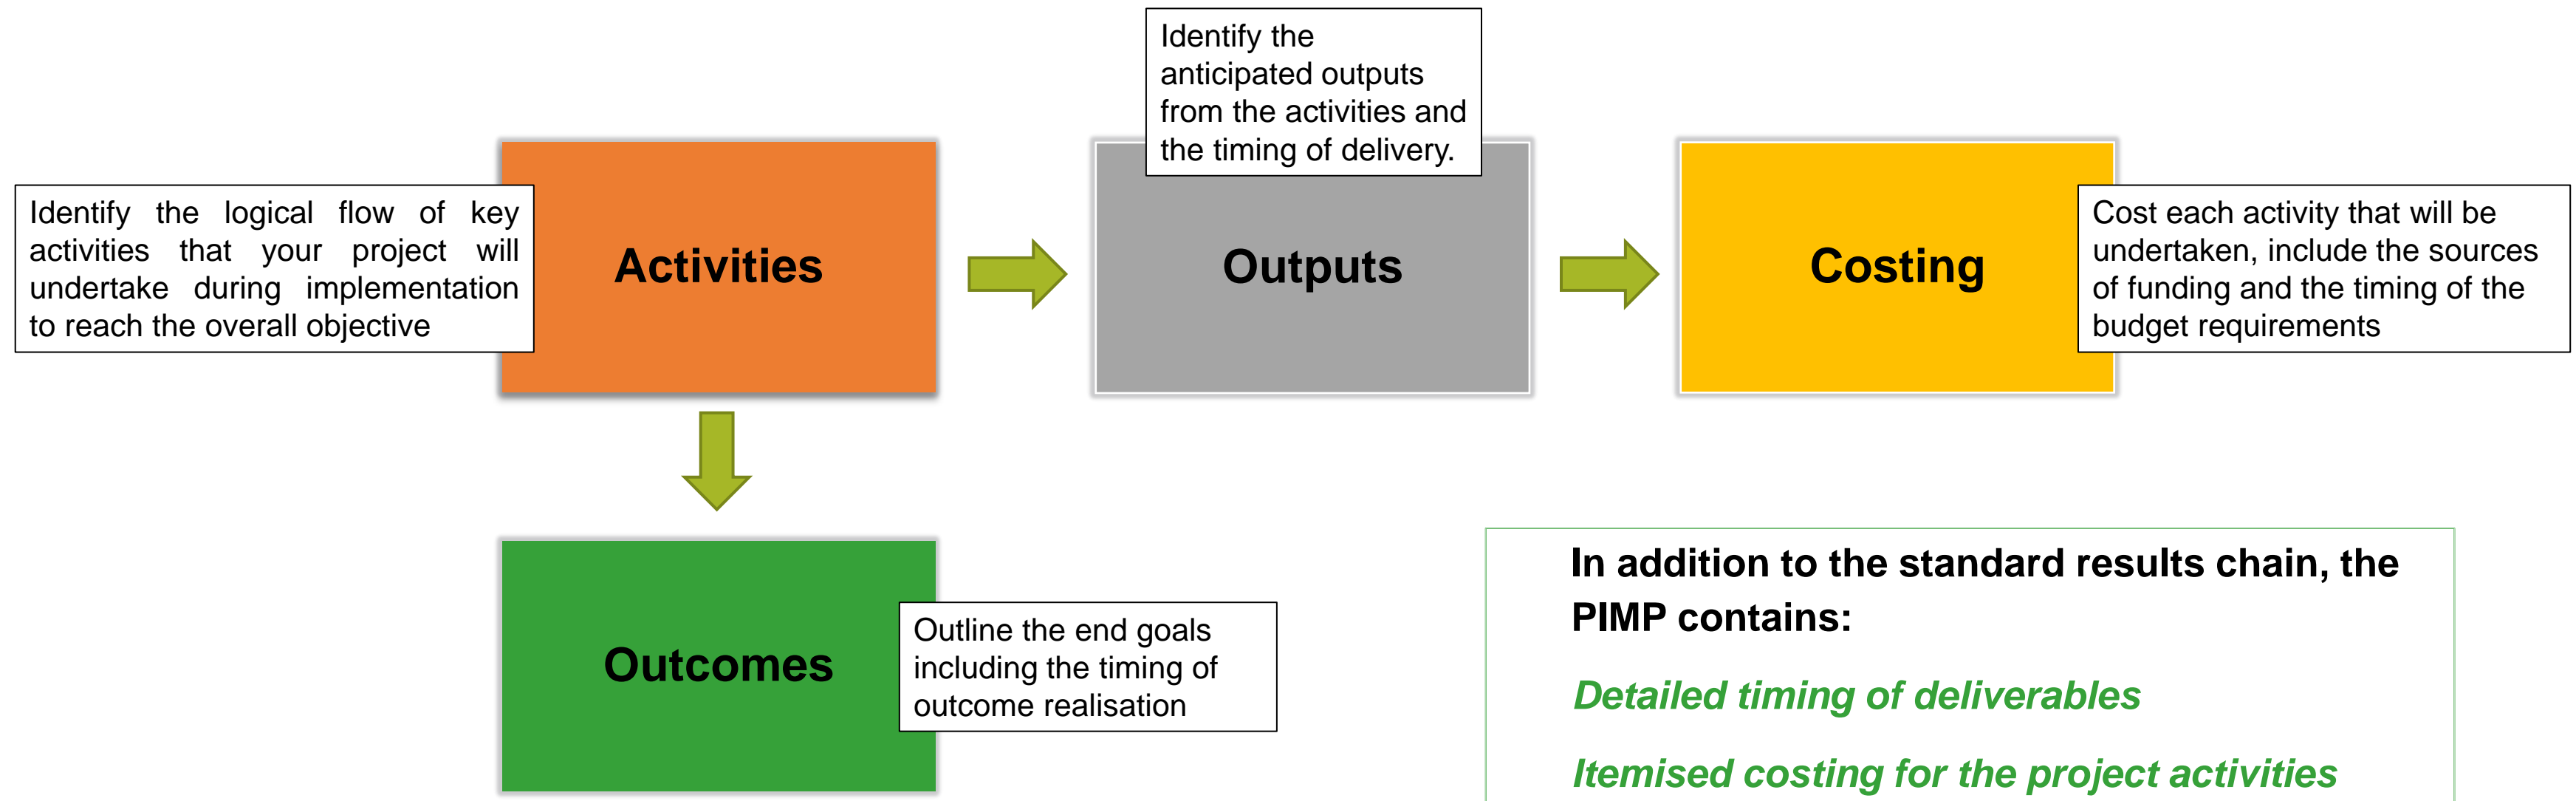 Identify the
anticipated outputs
from the activities and
the timing of delivery.
Identify the logical flow of key
activities that your project will
undertake during implementation
to reach the overall objective
Activities
Outputs
Costing
Cost each activity that will be
undertaken, include the sources
of funding and the timing of the
budget requirements
Outcomes
Outline the end goals
including the timing of
outcome realisation
In addition to the standard results chain, the
PIMP contains:
Detailed timing of deliverables
Itemised costing for the project activities